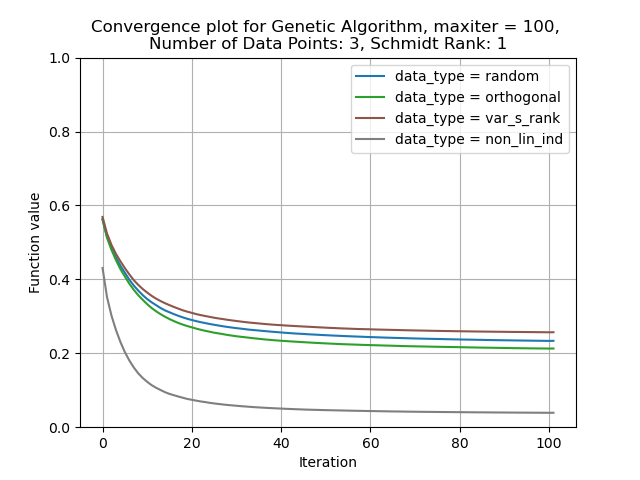 Convergence plot for Genetic Algorithm, maxiter = 100,
Number of Data Points: 3, Schmidt Rank: 1
data_type = random
data_type = orthogonal
data_type = var_s_rank
data_type = non_lin_ind
Function value
1.0
0.8
0.6
0.4
0.2
0.0
0 20 40 60 80 100
Iteration